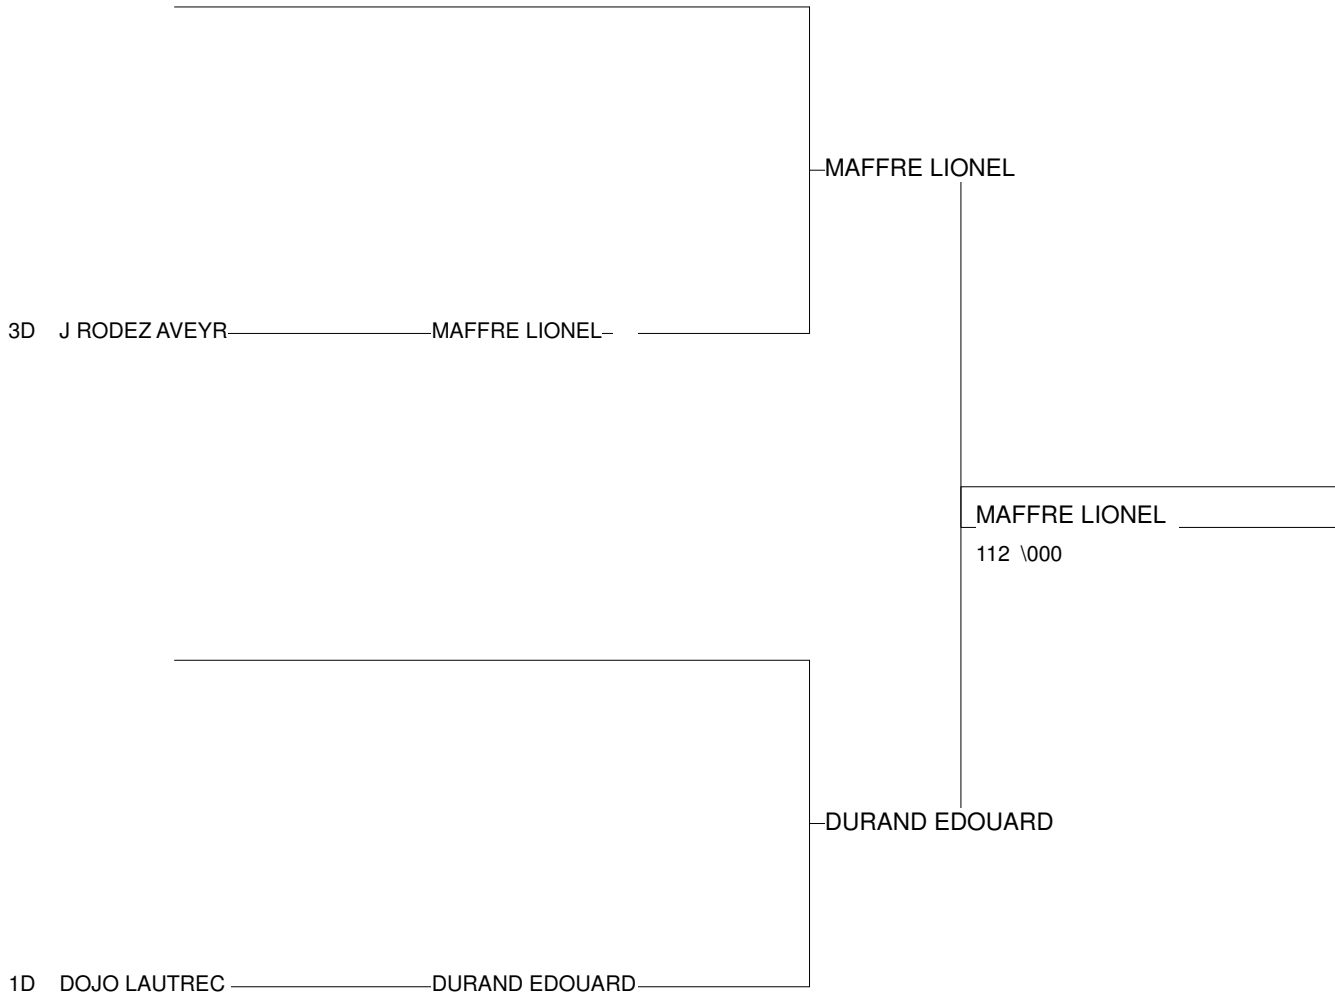 MAFFRE LIONEL
3D J RODEZ AVEYR MAFFRE LIONEL
MAFFRE LIONEL
112 \000
DURAND EDOUARD
1D DOJO LAUTREC DURAND EDOUARD